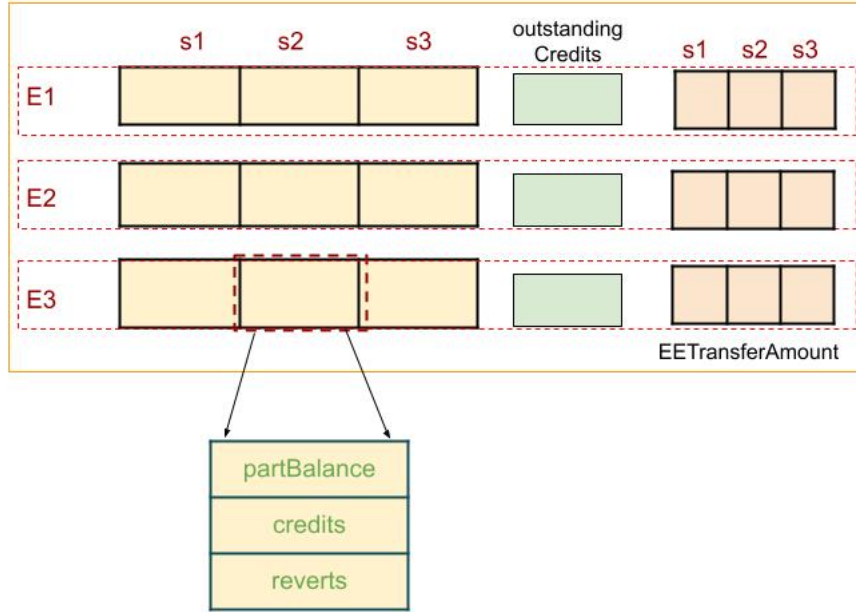 s1 s2 s3 outstanding Credits s1 s2 s3
E1
E2
E3
EETransferAmount
partBalance
credits
reverts